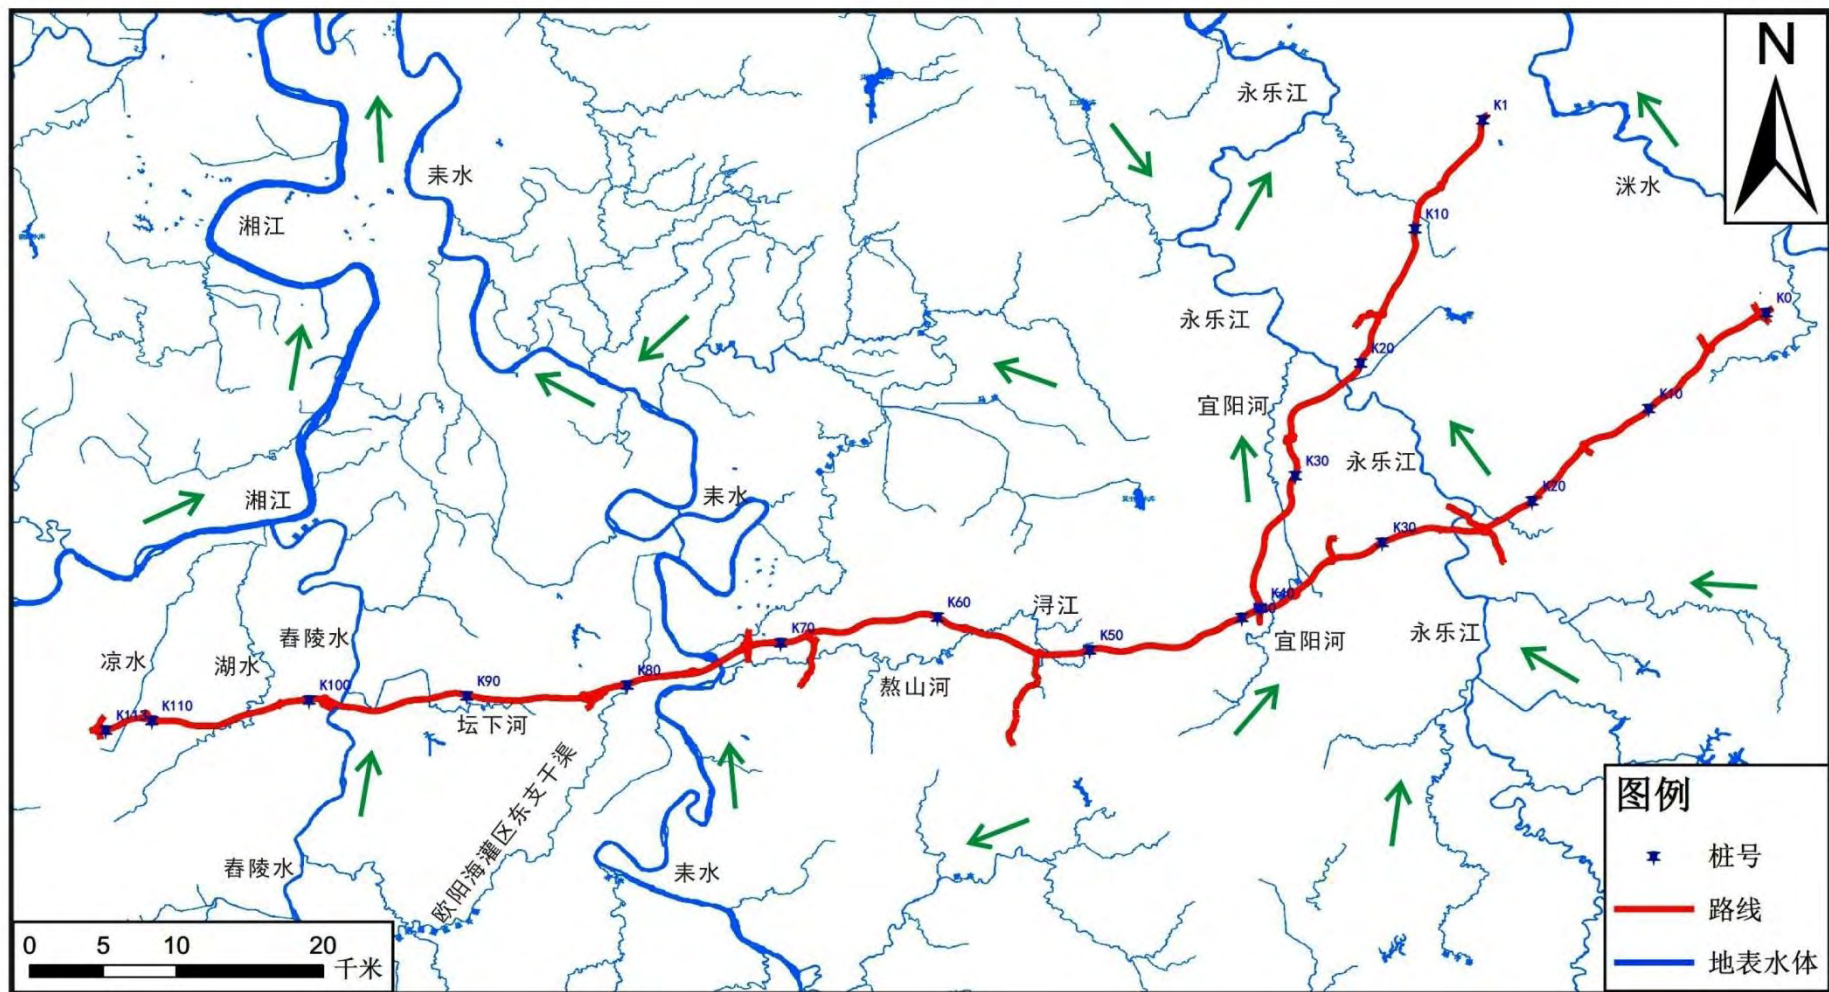 N
永乐江
K1
耒水
洣水
湘江
K10
K0
永乐江
K20
宜阳河
K10
永乐江
K30
湘江
耒水
K20
K30
浔江
K60
K40
舂陵水
K70
K50
宜阳河
永乐江
凉水
湖水
K80
熬山河
K100
K90
坛下河
K110
欧阳海灌区东支干渠
舂陵水
耒水
图例
桩号
路线
地表水体
0 5 10 20
千米